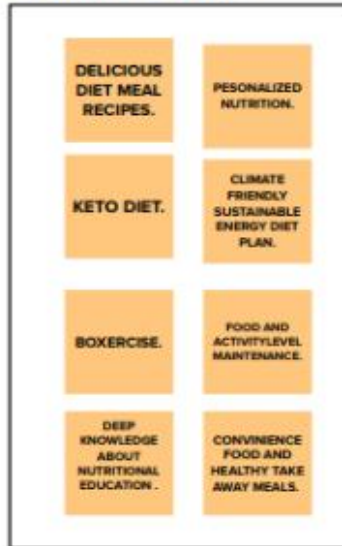 DELICIOUS
DIET MEAL
RECIPES.
PESONALIZED
NUTRITION.
KETO DIET.
CLIMATE
FRIENDLY
SUSTAINABLE
ENERGY DIET
PLAN.
BOXERCISE.
FOOD AND
ACTIVITYLEVEL
MAINTENANCE.
DEEP
KNOWLEDGE
ABOUT
NUTRITIONAL
EDUCATION .
CONVINIENCE
FOOD AND
HEALTHY TAKE
AWAY MEALS.